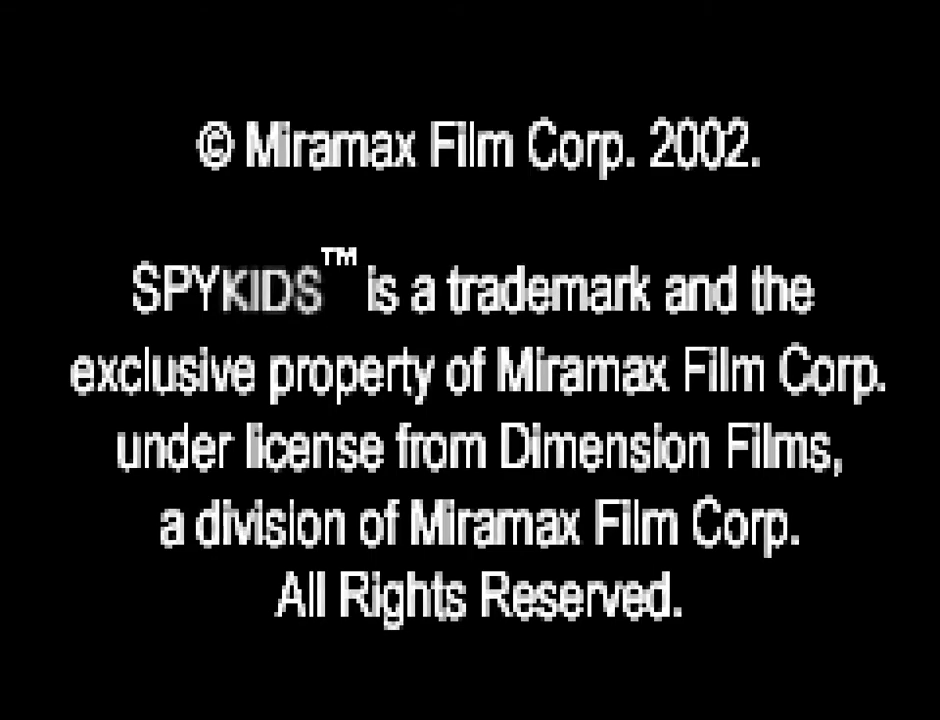 © Miramax Film Corp. 2002.
SPYKIDS™ is a trademark and the
exclusive property of Miramax Film Corp.
under license from Dimension Films,
a division of Miramax Film Corp.
All Rights Reserved.